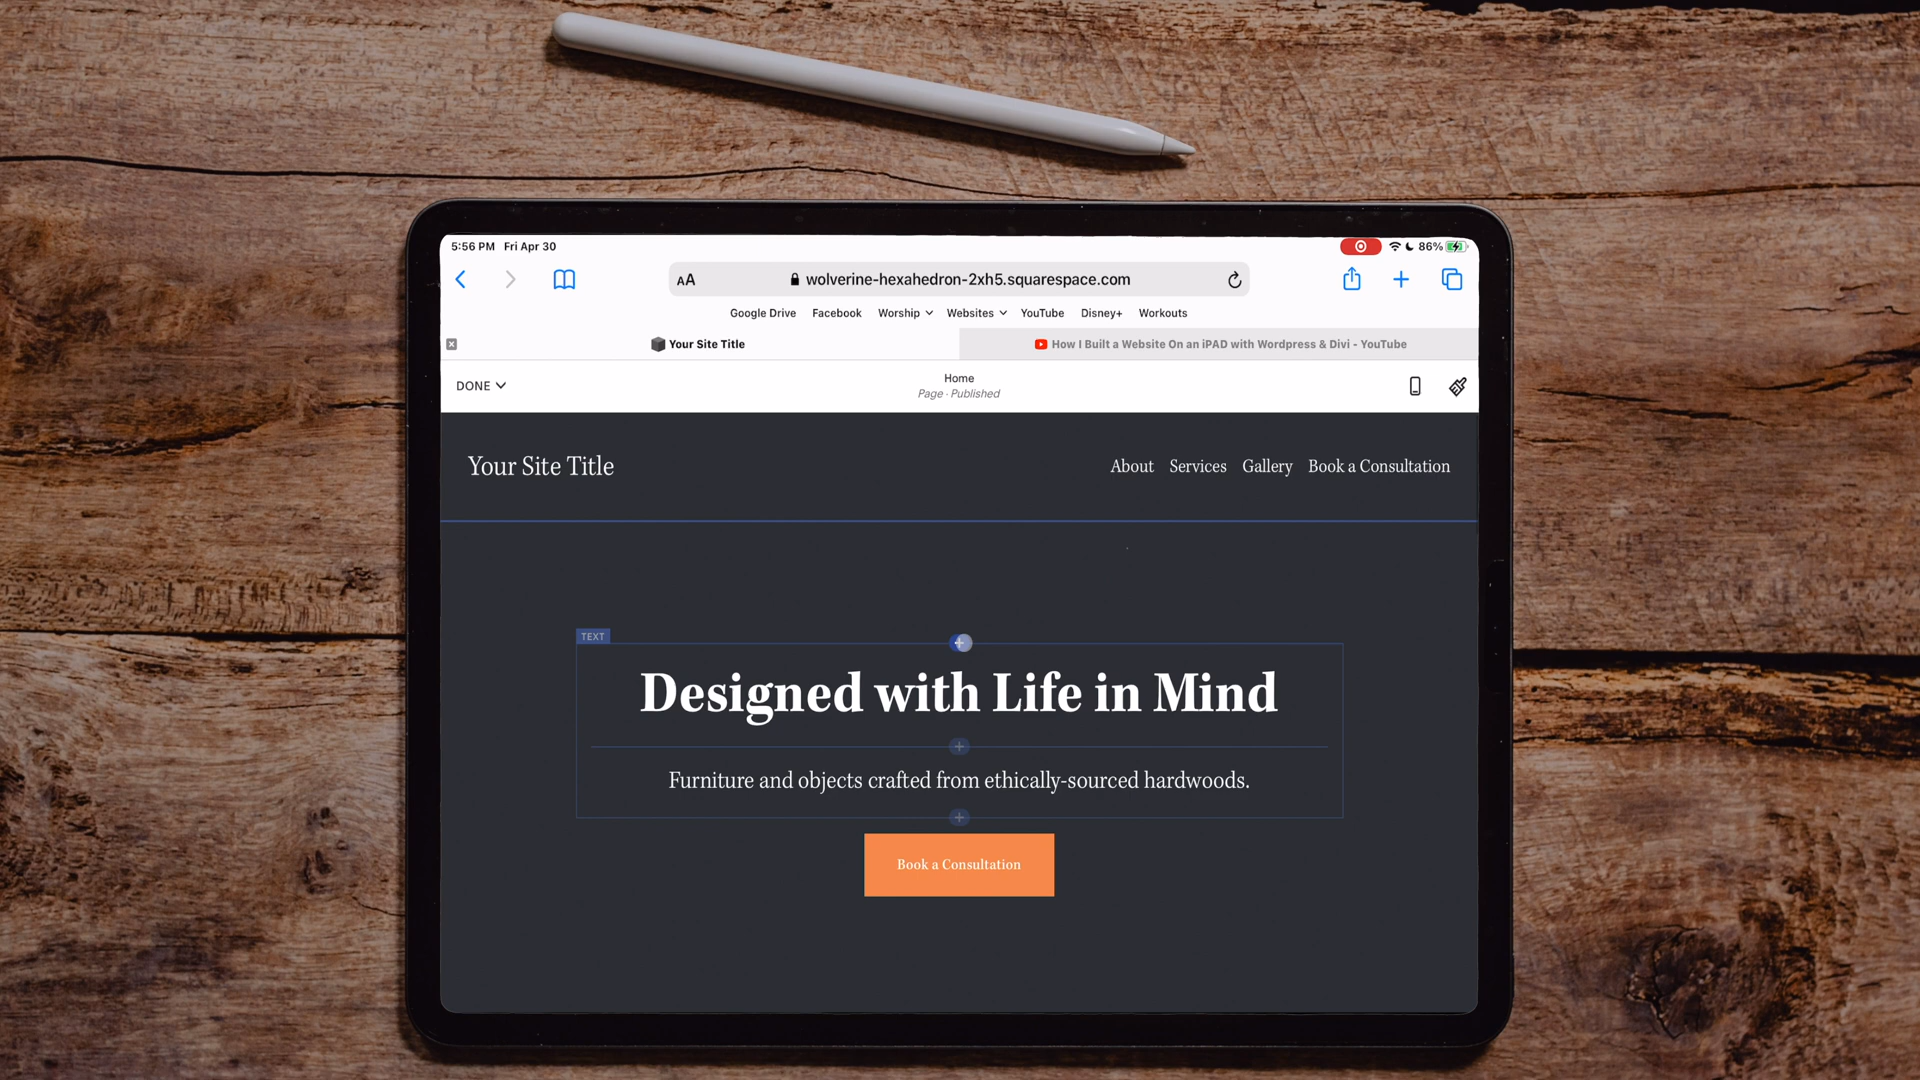 5:56 PM Fri Apr 30
86%
AA wolverine-hexahedron-2xh5.squarespace.com
Google Drive Facebook Worship Websites YouTube Disney+ Workouts
Your Site Title
How I Built a Website On an iPAD with Wordpress & Divi - YouTube
DONE
Home
Page · Published
Your Site Title
About Services Gallery Book a Consultation
TEXT
Designed with Life in Mind
Furniture and objects crafted from ethically-sourced hardwoods.
Book a Consultation